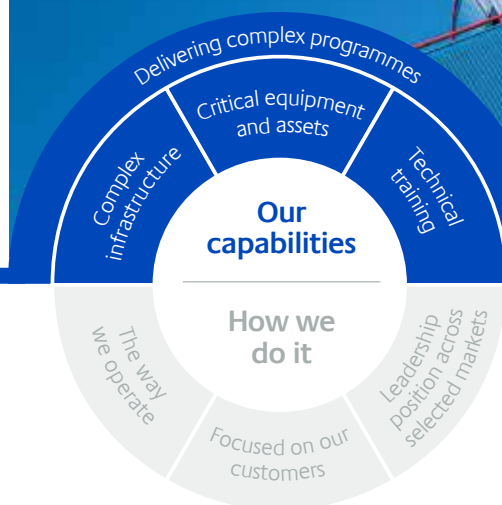 Delivering complex programmes
Complex
infrastructure
Critical equipment
and assets
Technical
training
Our
capabilities
How we
do it
The way
we operate
Focused on our
customers
Leadership
position across
selected markets